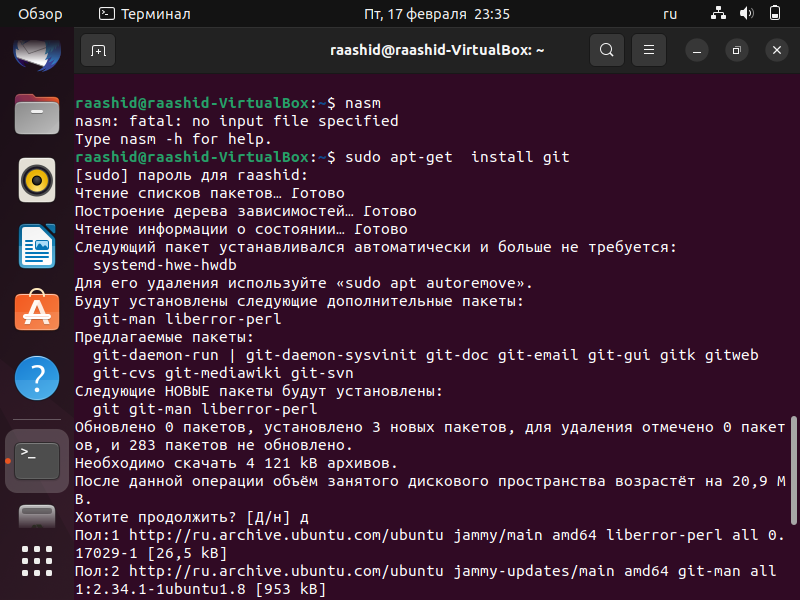 Обзор
Терминал
Пт, 17 февраля 23:35
ru
raashid@raashid-VirtualBox: ~
raashid@raashid-VirtualBox:~$ nasm
nasm: fatal: no input file specified
Type nasm -h for help.
raashid@raashid-VirtualBox:~$ sudo apt-get  install git
[sudo] пароль для raashid:
Чтение списков пакетов… Готово
Построение дерева зависимостей… Готово
Чтение информации о состоянии… Готово
Следующий пакет устанавливался автоматически и больше не требуется:
  systemd-hwe-hwdb
Для его удаления используйте «sudo apt autoremove».
Будут установлены следующие дополнительные пакеты:
  git-man liberror-perl
Предлагаемые пакеты:
  git-daemon-run | git-daemon-sysvinit git-doc git-email git-gui gitk gitweb
  git-cvs git-mediawiki git-svn
Следующие НОВЫЕ пакеты будут установлены:
  git git-man liberror-perl
Обновлено 0 пакетов, установлено 3 новых пакетов, для удаления отмечено 0 пакет
ов, и 283 пакетов не обновлено.
Необходимо скачать 4 121 kB архивов.
После данной операции объём занятого дискового пространства возрастёт на 20,9 M
B.
Хотите продолжить? [Д/н] д
Пол:1 http://ru.archive.ubuntu.com/ubuntu jammy/main amd64 liberror-perl all 0.
17029-1 [26,5 kB]
Пол:2 http://ru.archive.ubuntu.com/ubuntu jammy-updates/main amd64 git-man all
1:2.34.1-1ubuntu1.8 [953 kB]